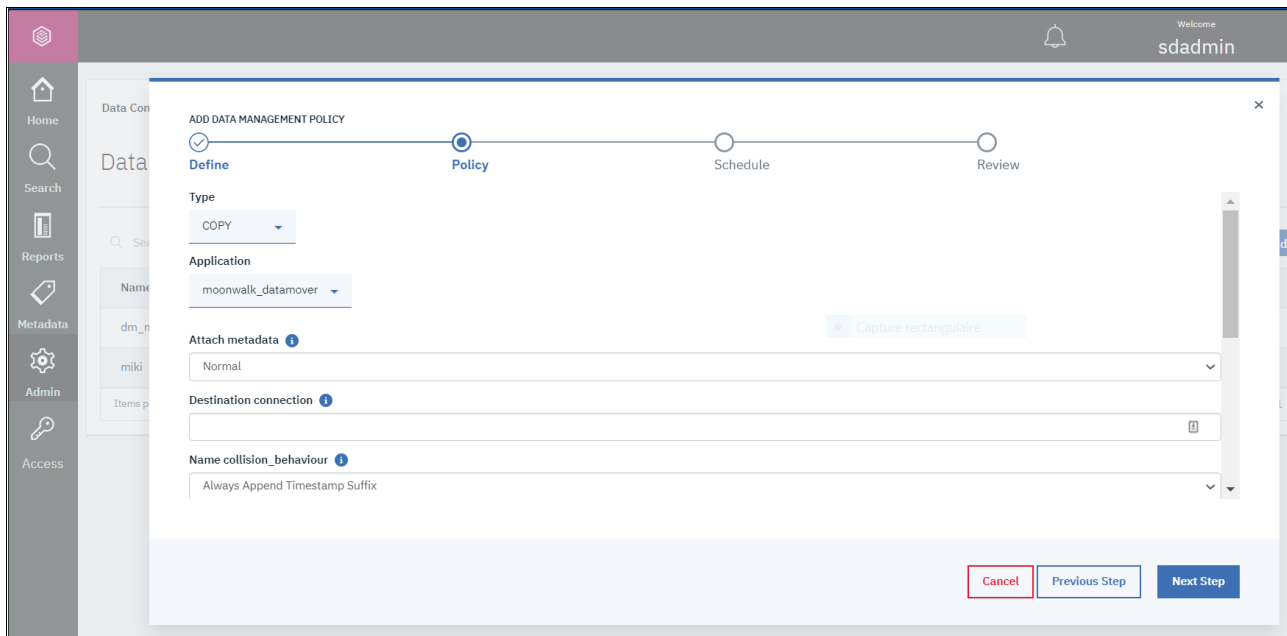 Welcome
sdadmin
Home
Search
Reports
Metadata
Admin
Access
Data Con
Data
Sea
Name
dm_n
miki
Items p
ADD DATA MANAGEMENT POLICY
Define
Policy
Schedule
Review
Type
COPY
Application
moonwalk_datamover
Capture rectangulaire
Attach metadata
Normal
Destination connection
Name collision_behaviour
Always Append Timestamp Suffix
Cancel
Previous Step
Next Step